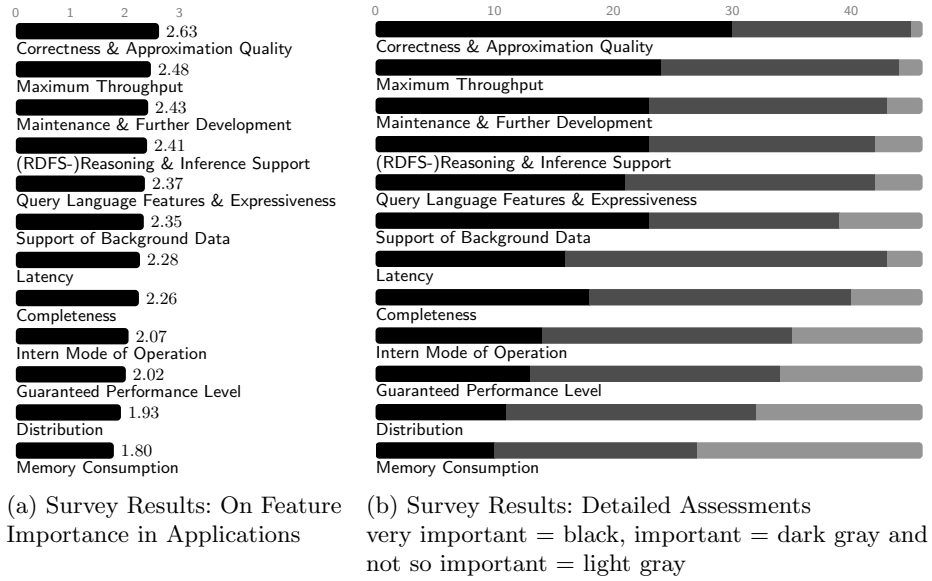 0 1 2 3
2.63
Correctness & Approximation Quality
2.48
Maximum Throughput
2.43
Maintenance & Further Development
2.41
(RDFS-)Reasoning & Inference Support
2.37
Query Language Features & Expressiveness
2.35
Support of Background Data
2.28
Latency
2.26
Completeness
2.07
Intern Mode of Operation
2.02
Guaranteed Performance Level
1.93
Distribution
1.80
Memory Consumption
(a) Survey Results: On Feature
Importance in Applications
0 10 20 30 40
Correctness & Approximation Quality
Maximum Throughput
Maintenance & Further Development
(RDFS-)Reasoning & Inference Support
Query Language Features & Expressiveness
Support of Background Data
Latency
Completeness
Intern Mode of Operation
Guaranteed Performance Level
Distribution
Memory Consumption
(b) Survey Results: Detailed Assessments
very important = black, important = dark gray and
not so important = light gray